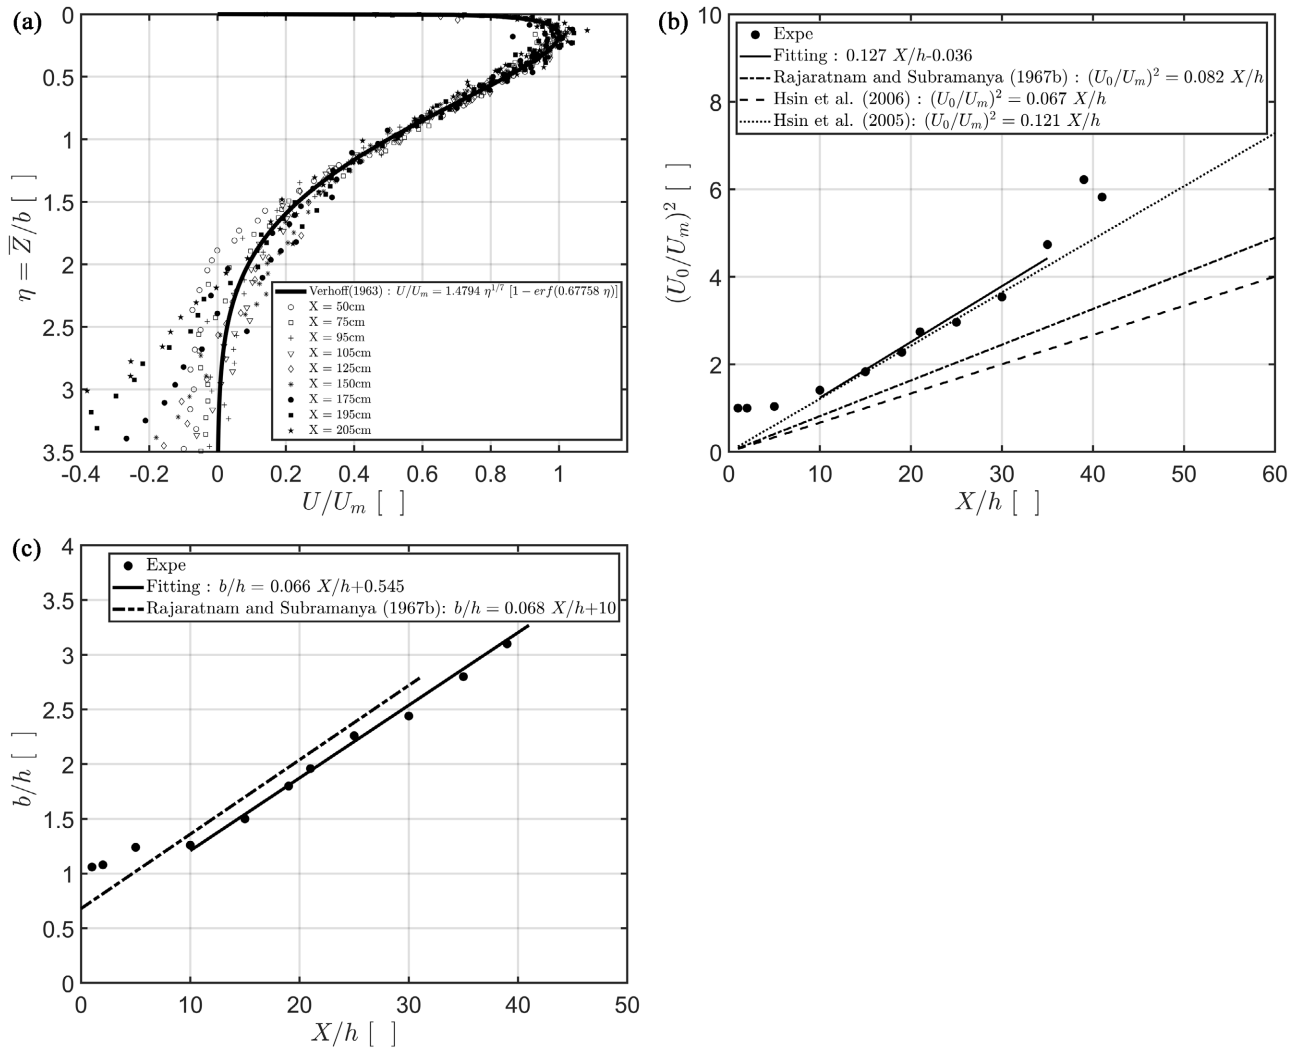 (a)
0
0.5
1
1.5
2
2.5
3
3.5
η = Z̅/b [ ]
-0.4 -0.2 0 0.2 0.4 0.6 0.8 1
U/Uₘ [ ]
Verhoff(1963) : U/Uₘ = 1.4794 η^{1/7} [1 − erf(0.67758 η)]
X = 50cm
X = 75cm
X = 95cm
X = 105cm
X = 125cm
X = 150cm
X = 175cm
X = 195cm
X = 205cm
(b)
10
8
6
4
2
0
(U₀/Uₘ)² [ ]
0 10 20 30 40 50 60
X/h [ ]
Expe
Fitting : 0.127 X/h-0.036
Rajaratnam and Subramanya (1967b) : (U₀/Uₘ)² = 0.082 X/h
Hsin et al. (2006) : (U₀/Uₘ)² = 0.067 X/h
Hsin et al. (2005): (U₀/Uₘ)² = 0.121 X/h
(c)
4
3.5
3
2.5
2
1.5
1
0.5
0
b/h [ ]
0 10 20 30 40 50
X/h [ ]
Expe
Fitting : b/h = 0.066 X/h+0.545
Rajaratnam and Subramanya (1967b): b/h = 0.068 X/h+10